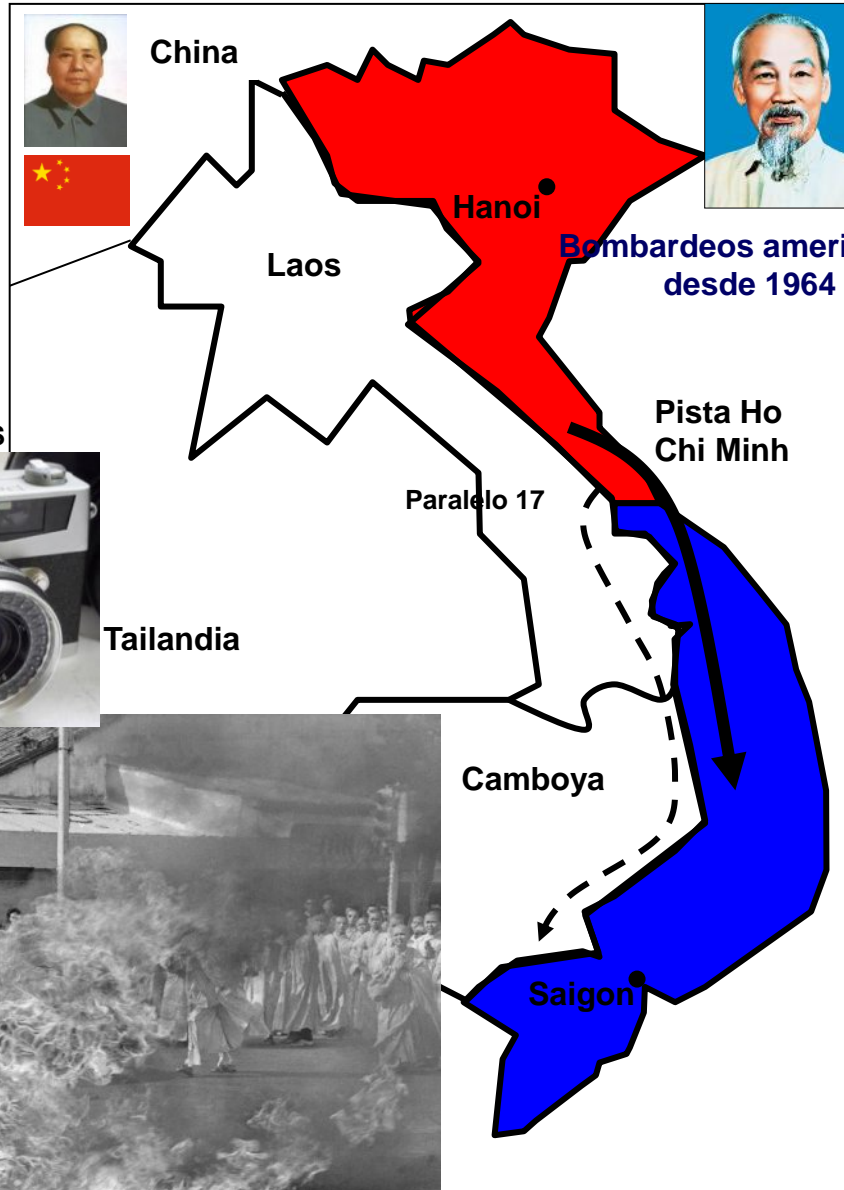 China
Hanoi
Laos
Bombardeos ameri
desde 1964
Pista Ho
Chi Minh
s
Paralelo 17
Tailandia
Camboya
Saigon